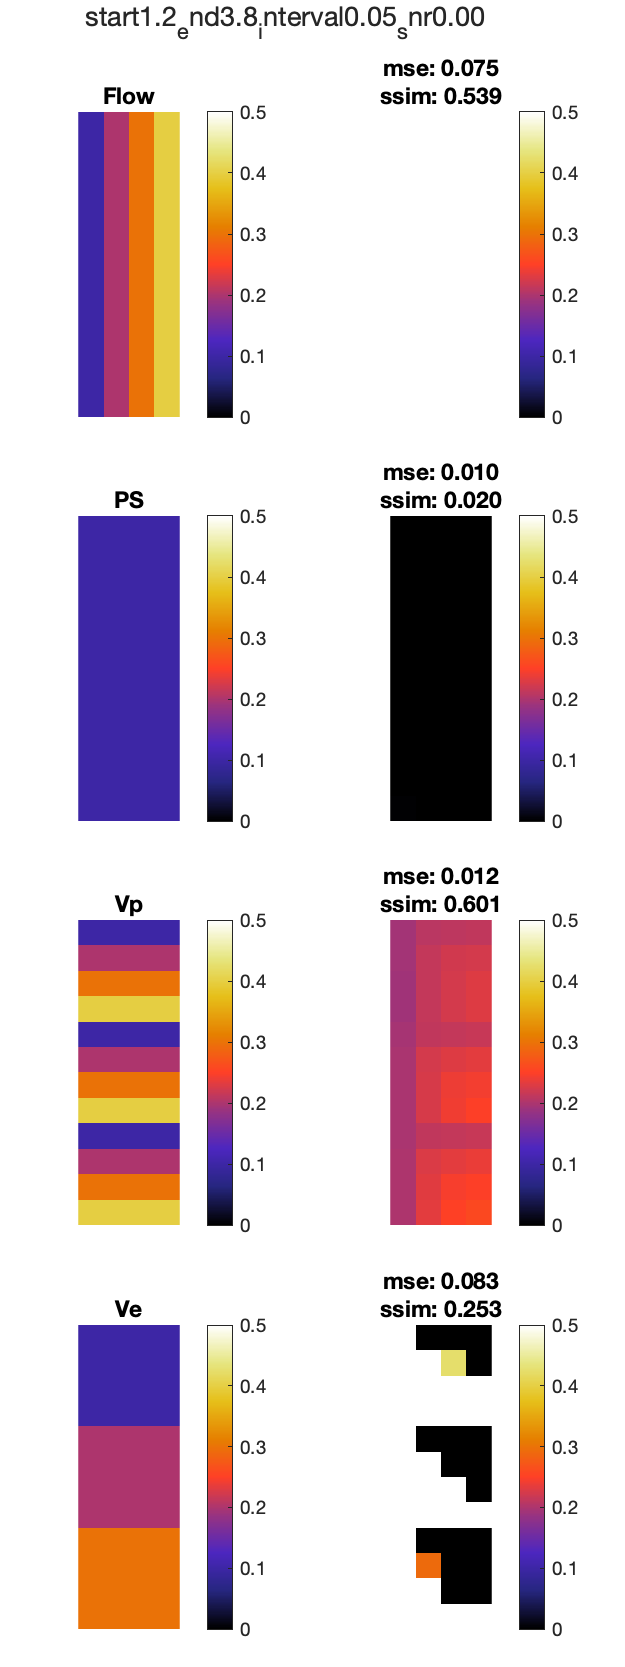 start1.2_end3.8_interval0.05_snr0.00
mse: 0.075
Flow ssim: 0.539
0.5 0.5
0.4 0.4
0.3 0.3
0.2 0.2
0.1 0.1
0 0
mse: 0.010
PS ssim: 0.020
0.5 0.5
0.4 0.4
0.3 0.3
0.2 0.2
0.1 0.1
0 0
mse: 0.012
Vp ssim: 0.601
0.5 0.5
0.4 0.4
0.3 0.3
0.2 0.2
0.1 0.1
0 0
mse: 0.083
Ve ssim: 0.253
0.5 0.5
0.4 0.4
0.3 0.3
0.2 0.2
0.1 0.1
0 0